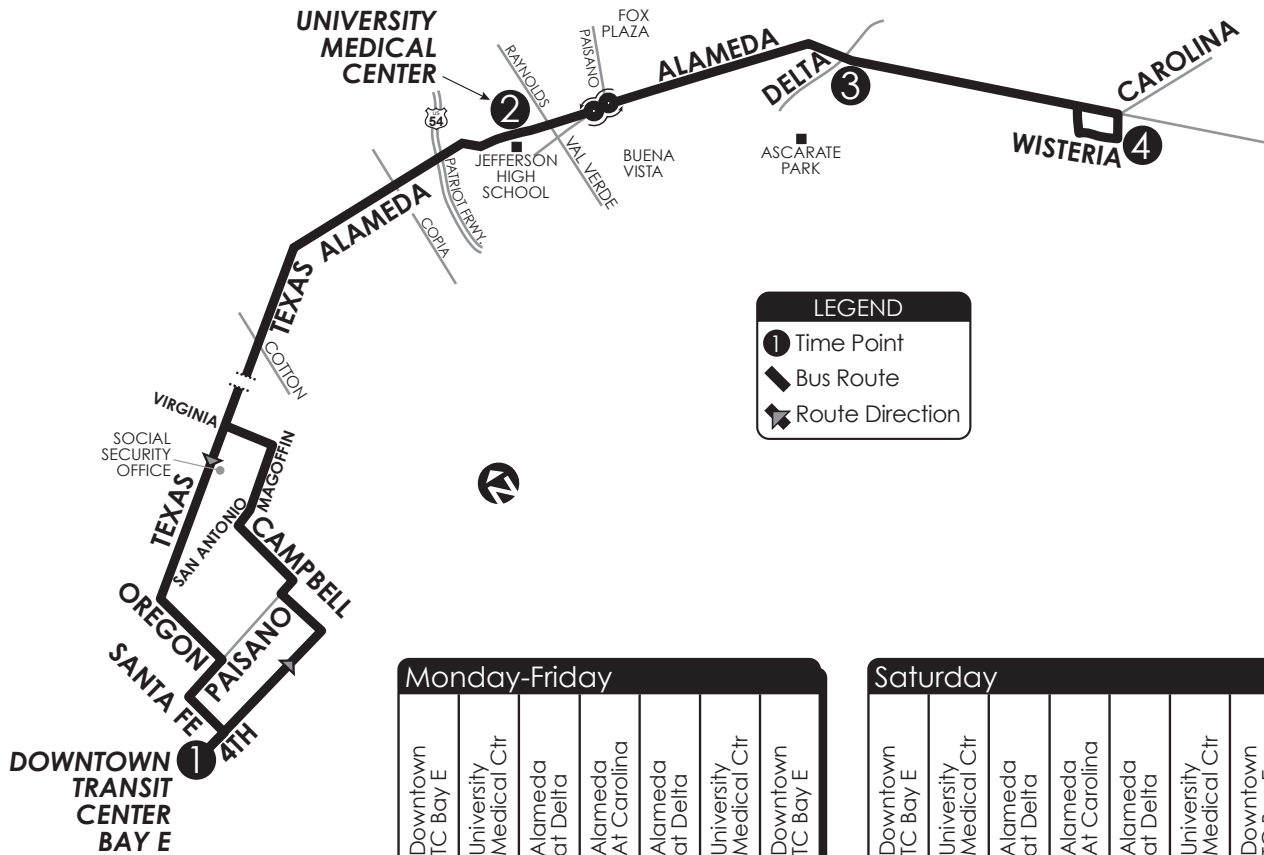 UNIVERSITY
MEDICAL
CENTER
2
US
54
PATRIOT FRWY.
RAYNOLDS
PAISANO
FOX
PLAZA
ALAMEDA
DELTA
3
CAROLINA
WISTERIA
4
JEFFERSON
HIGH
SCHOOL
VAL VERDE
BUENA
VISTA
ASCARATE
PARK
ALAMEDA
COPIA
TEXAS
COTTON
LEGEND
1 Time Point
Bus Route
Route Direction
VIRGINIA
SOCIAL
SECURITY
OFFICE
MAGOFFIN
TEXAS
SAN ANTONIO
CAMPBELL
N
OREGON
PAISANO
SANTA FE
4TH
DOWNTOWN
TRANSIT
CENTER
BAY E
1
Monday-Friday
Downtown
TC Bay E
University
Medical Ctr
Alameda
at Delta
Alameda
At Carolina
Alameda
at Delta
University
Medical Ctr
Downtown
TC Bay E
Saturday
Downtown
TC Bay E
University
Medical Ctr
Alameda
at Delta
Alameda
At Carolina
Alameda
at Delta
University
Medical Ctr
Downtown